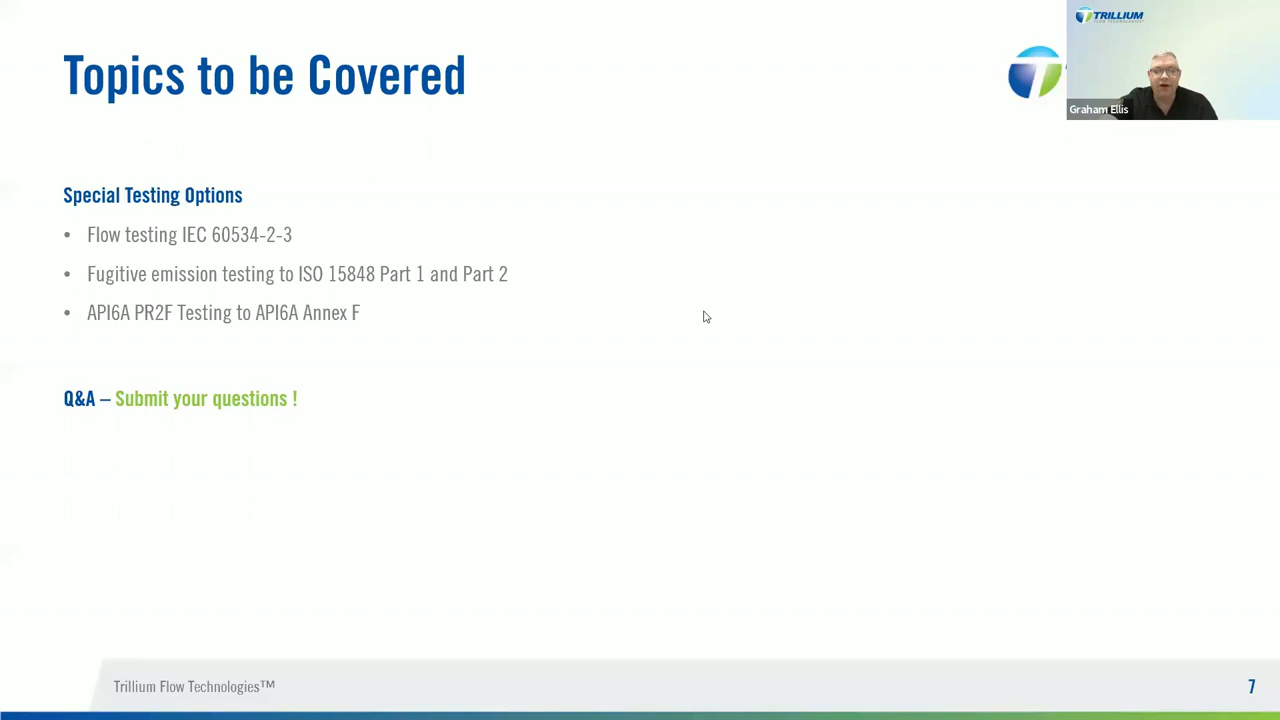 Topics to be Covered
TRILLIUM
FLOW TECHNOLOGIES
Graham Ellis
Special Testing Options
• Flow testing IEC 60534-2-3
• Fugitive emission testing to ISO 15848 Part 1 and Part 2
• API6A PR2F Testing to API6A Annex F
Q&A – Submit your questions !
Trillium Flow Technologies™
7